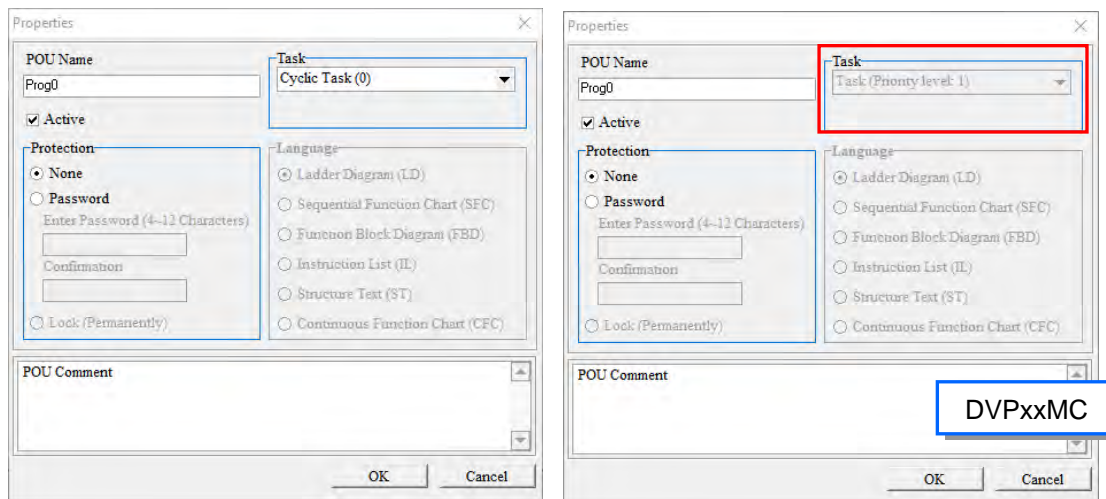 Properties
POU Name
Prog0
Active
Task
Cyclic Task (0)
Protection
None
Password
Enter Password (4~12 Characters)
Confirmation
Lock (Permanently)
Language
Ladder Diagram (LD)
Sequential Function Chart (SFC)
Function Block Diagram (FBD)
Instruction List (IL)
Structure Text (ST)
Continuous Function Chart (CFC)
POU Comment
OK Cancel
Properties
POU Name
Prog0
Active
Task
Task (Priority level: 1)
Protection
None
Password
Enter Password (4~12 Characters)
Confirmation
Lock (Permanently)
Language
Ladder Diagram (LD)
Sequential Function Chart (SFC)
Function Block Diagram (FBD)
Instruction List (IL)
Structure Text (ST)
Continuous Function Chart (CFC)
POU Comment
DVPxxMC
OK Cancel